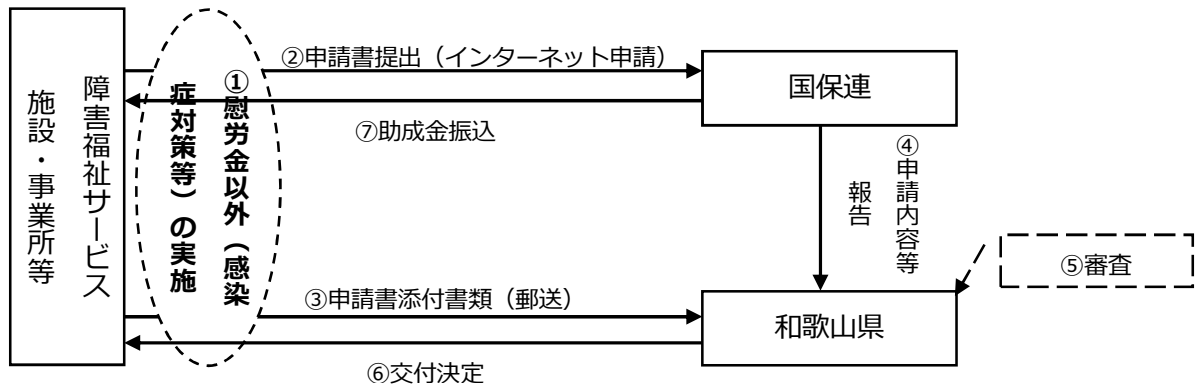 障害福祉サービス
施設・事業所等
①慰労金以外（感染
症対策等）の実施
②申請書提出（インターネット申請）
⑦助成金振込
国保連
④申請内容等
報告
⑤審査
③申請書添付書類（郵送）
和歌山県
⑥交付決定